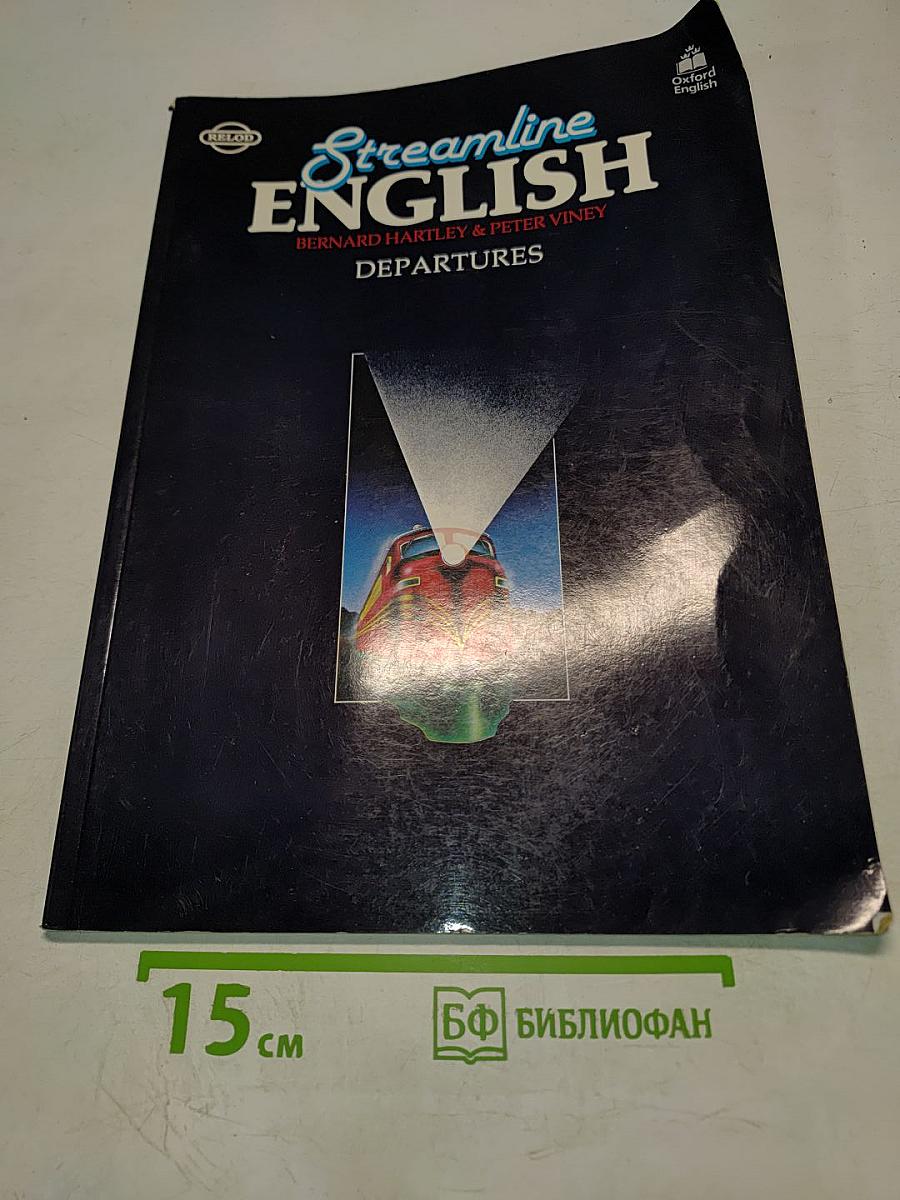 RELOD
Oxford
English
Streamline
ENGLISH
BERNARD HARTLEY & PETER VINEY
DEPARTURES
15 см
БФ БИБЛИОФАН